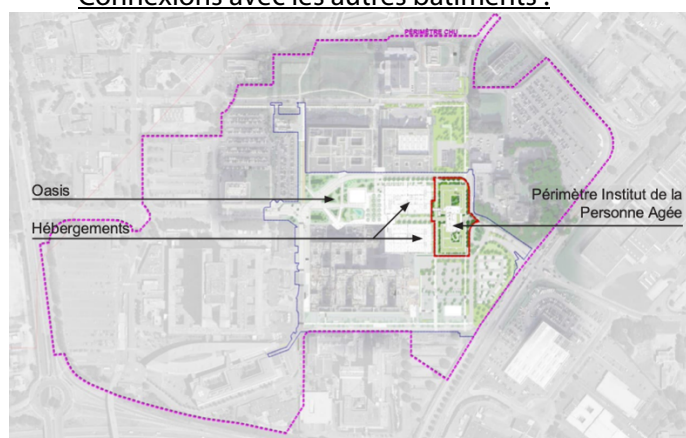 Connexions avec les autres bâtiments :
PÉRIMÈTRE CHU
Oasis
Périmètre Institut de la
Personne Agée
Hébergements